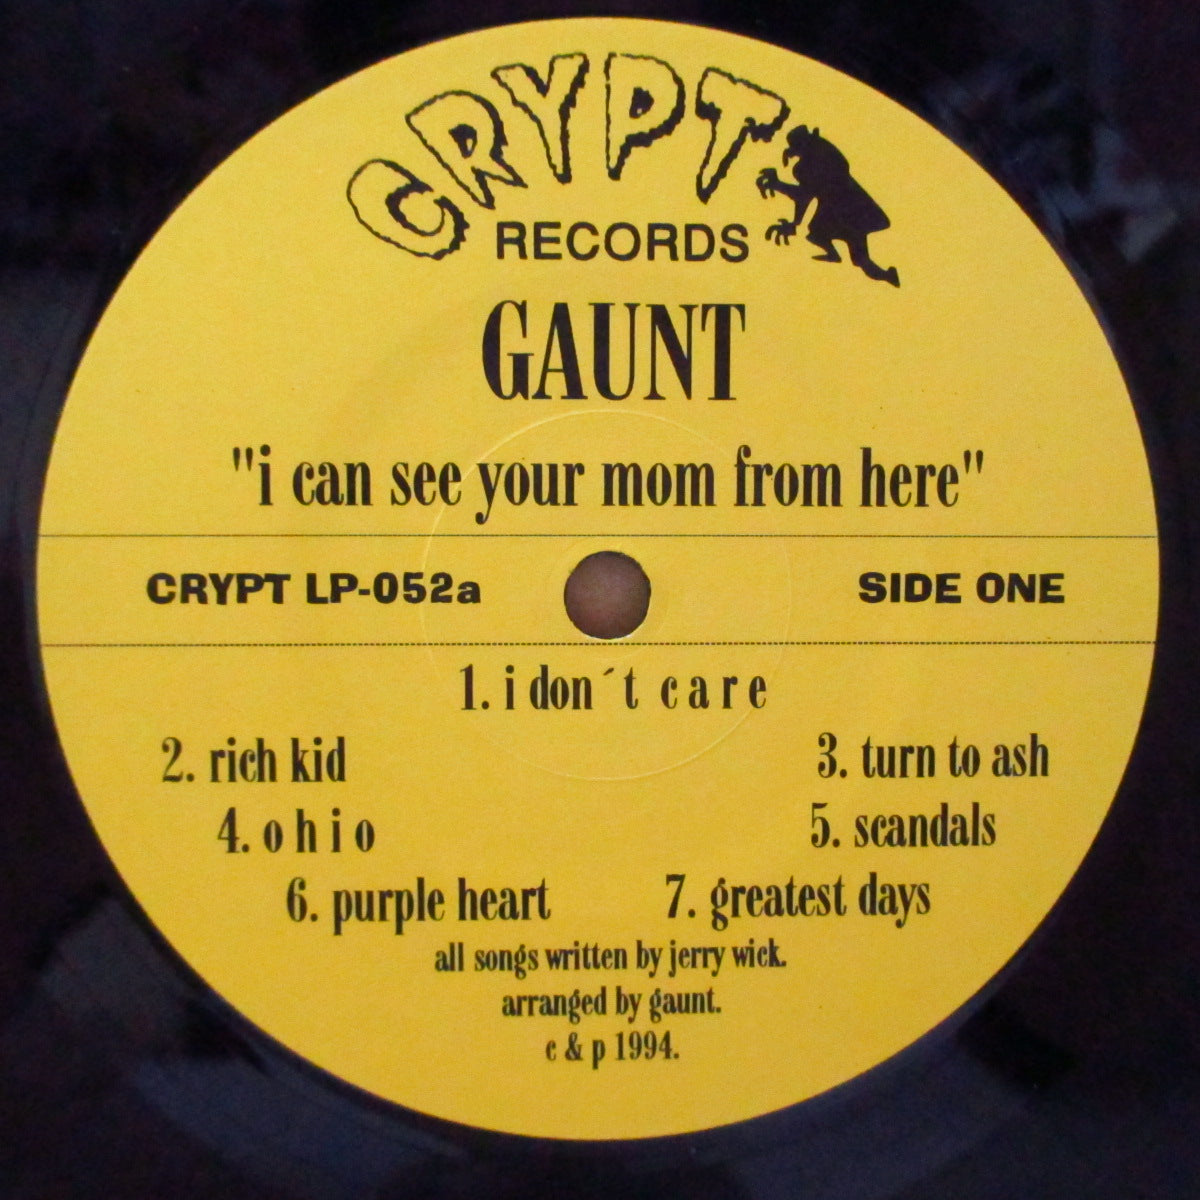 CRYPT
RECORDS
GAUNT
"i can see your mom from here"
CRYPT LP-052a SIDE ONE
1. i don´t care
2. rich kid 3. turn to ash
4. ohio 5. scandals
6. purple heart 7. greatest days
all songs written by jerry wick.
arranged by gaunt.
c & p 1994.